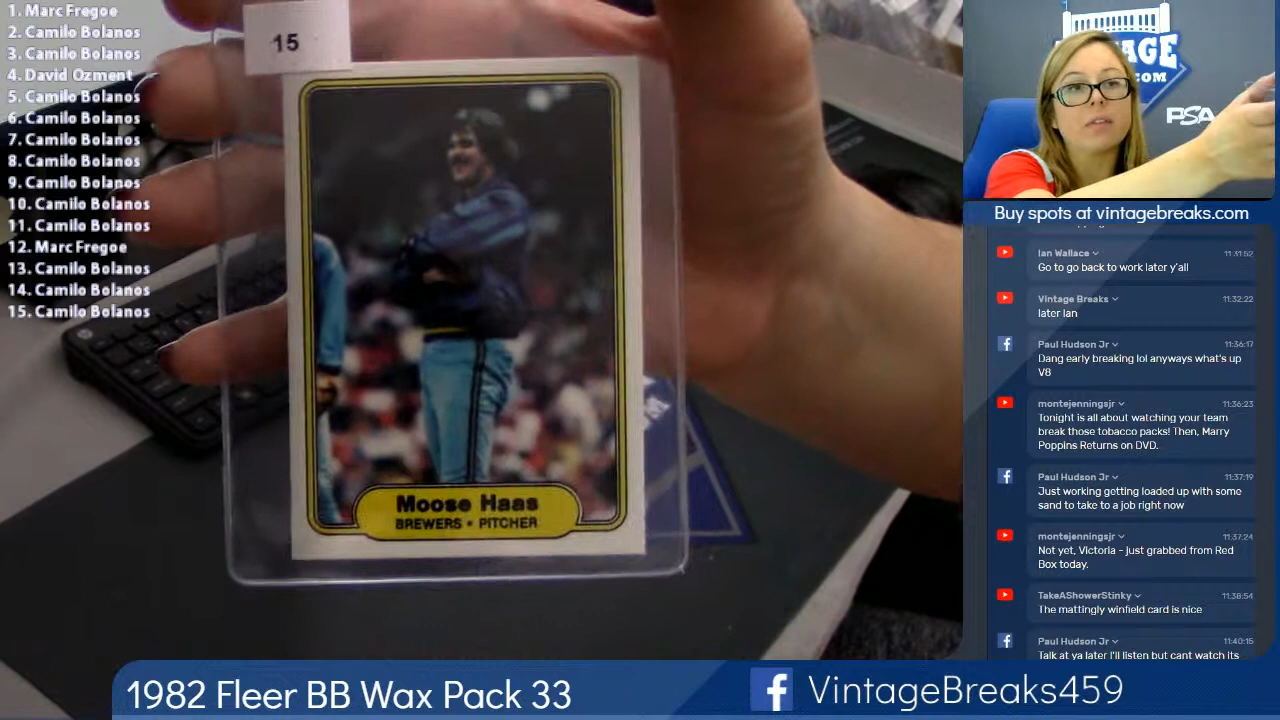 1. Marc Fregoe
2. Camilo Bolanos
3. Camilo Bolanos
4. David Ozment
5. Camilo Bolanos
6. Camilo Bolanos
7. Camilo Bolanos
8. Camilo Bolanos
9. Camilo Bolanos
10. Camilo Bolanos
11. Camilo Bolanos
12. Marc Fregoe
13. Camilo Bolanos
14. Camilo Bolanos
15. Camilo Bolanos
15
Moose Haas
BREWERS • PITCHER
AGE
.COM
PSA
Buy spots at vintagebreaks.com
Ian Wallace 11:31:52
Go to go back to work later y'all
Vintage Breaks 11:32:22
later Ian
Paul Hudson Jr 11:36:17
Dang early breaking lol anyways what's up
V8
montejenningsjr 11:36:23
Tonight is all about watching your team
break those tobacco packs! Then, Marry
Poppins Returns on DVD.
Paul Hudson Jr 11:37:19
Just working getting loaded up with some
sand to take to a job right now
montejenningsjr 11:37:24
Not yet, Victoria - just grabbed from Red
Box today.
TakeAShowerStinky 11:38:54
The mattingly winfield card is nice
Paul Hudson Jr 11:40:15
Talk at ya later I'll listen but cant watch its
1982 Fleer BB Wax Pack 33
f VintageBreaks459